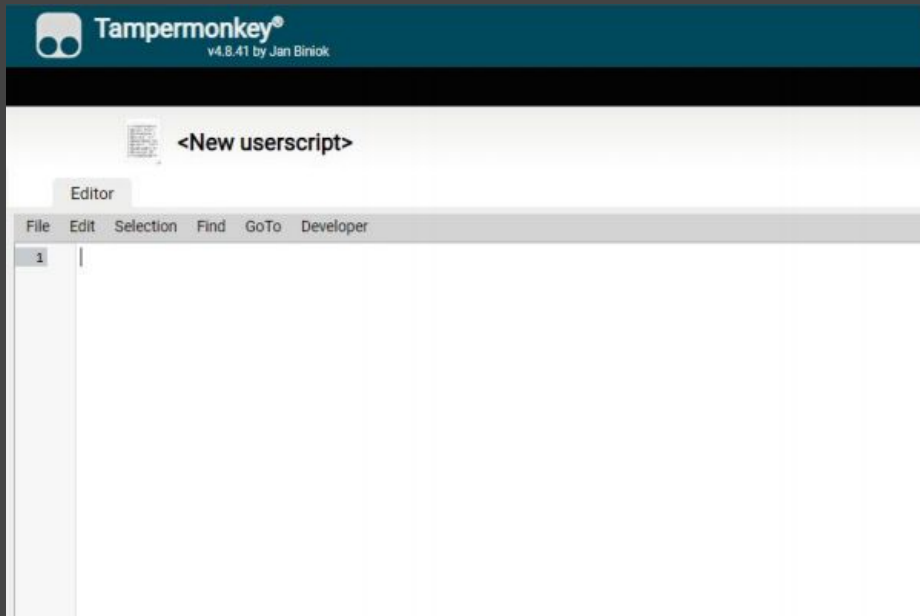 Tampermonkey®
v4.8.41 by Jan Biniok
<New userscript>
Editor
File Edit Selection Find GoTo Developer
1